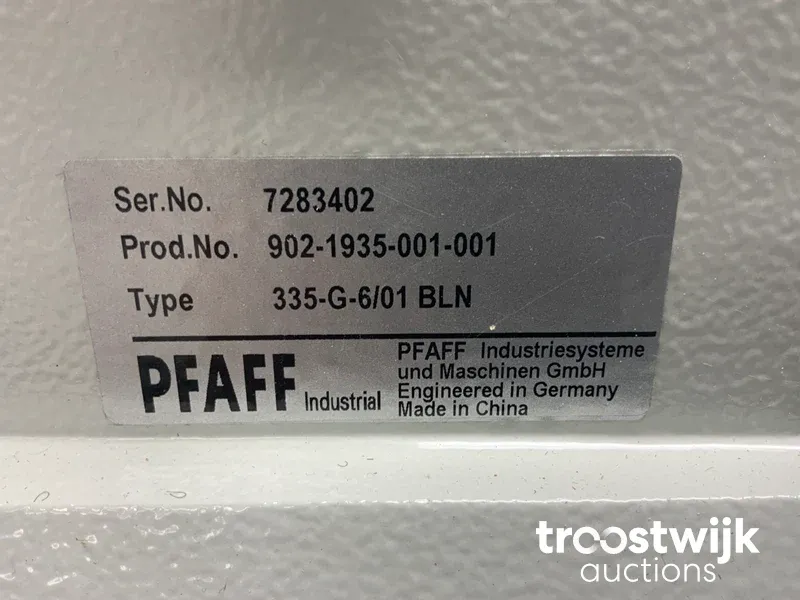 Ser.No. 7283402
Prod.No. 902-1935-001-001
Type 335-G-6/01 BLN
PFAFF Industrial
PFAFF Industriesysteme
und Maschinen GmbH
Engineered in Germany
Made in China
troostwijk
auctions